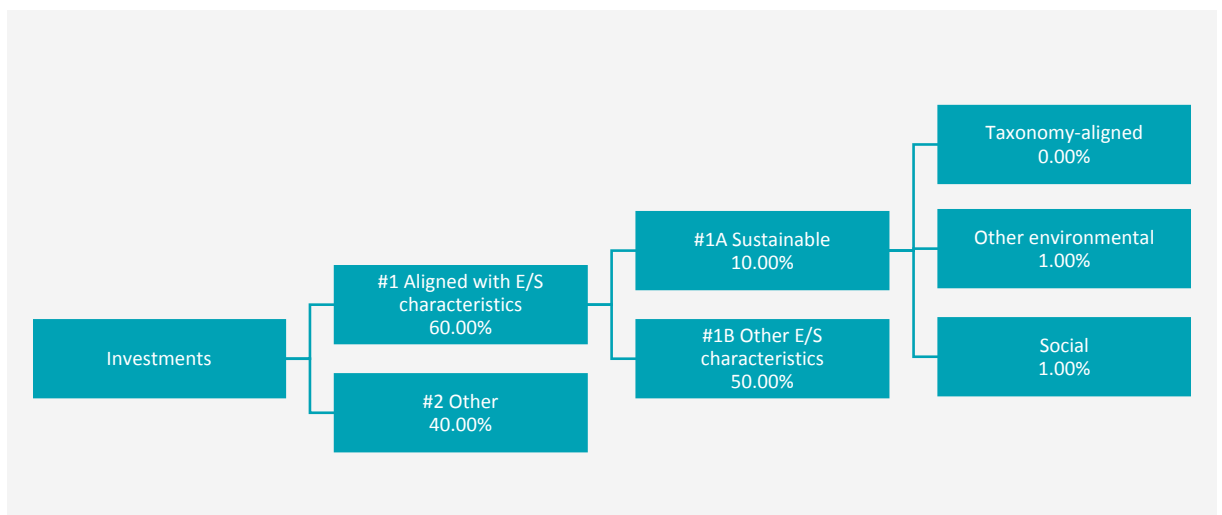 Investments
#1 Aligned with E/S
characteristics
60.00%
#2 Other
40.00%
#1A Sustainable
10.00%
#1B Other E/S
characteristics
50.00%
Taxonomy-aligned
0.00%
Other environmental
1.00%
Social
1.00%